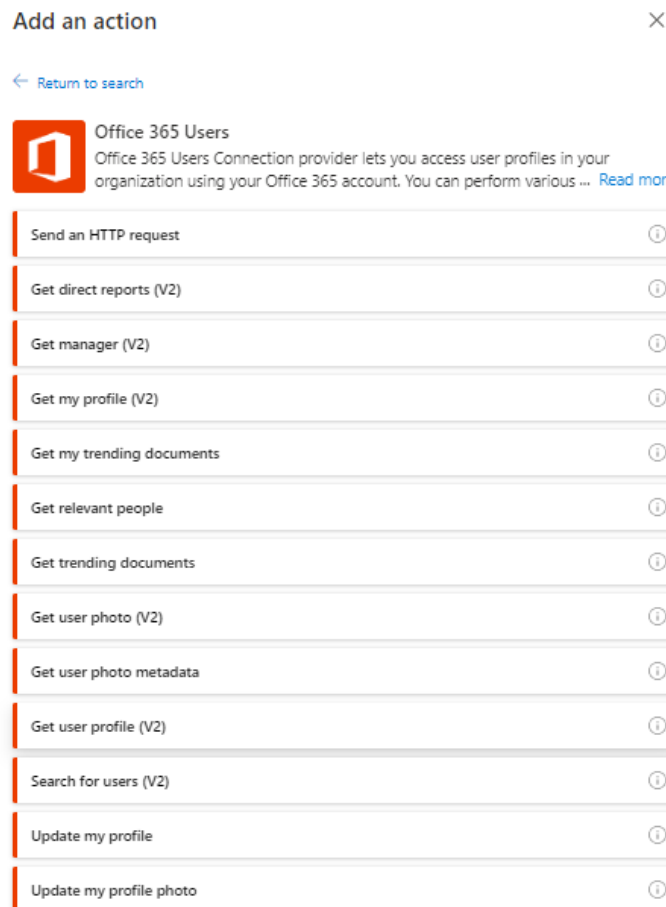 Add an action
Return to search
Office 365 Users
Office 365 Users Connection provider lets you access user profiles in your
organization using your Office 365 account. You can perform various ... Read mor
Send an HTTP request
Get direct reports (V2)
Get manager (V2)
Get my profile (V2)
Get my trending documents
Get relevant people
Get trending documents
Get user photo (V2)
Get user photo metadata
Get user profile (V2)
Search for users (V2)
Update my profile
Update my profile photo